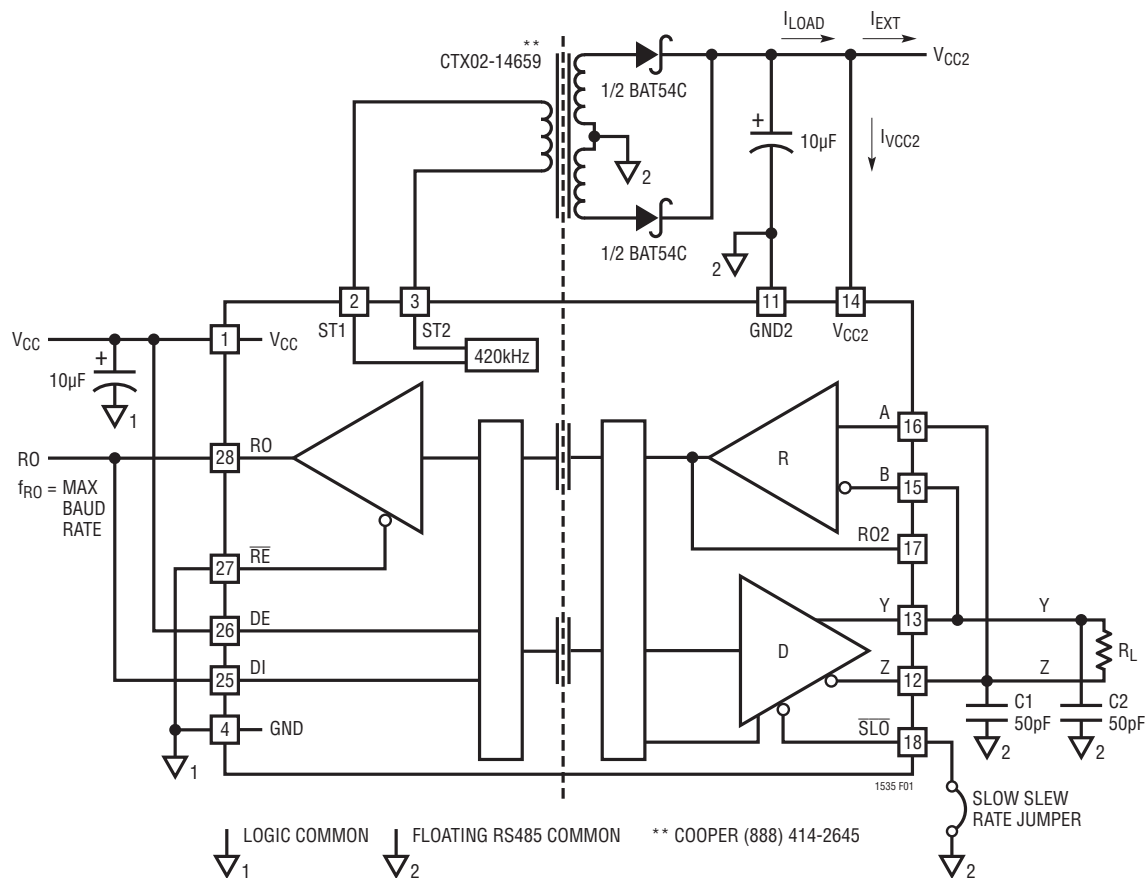 I_LOAD
I_EXT
**
CTX02-14659
V_CC2
1/2 BAT54C
+
10µF
I_VCC2
2
1/2 BAT54C
2
2
3
11
14
ST1
ST2
GND2
V_CC2
V_CC
1
V_CC
420kHz
+
10µF
1
A
16
RO
28
RO
R
B
15
f_RO = MAX
BAUD
RATE
RO2
17
27
R̅E̅
Y
13
Y
26
DE
D
R_L
25
DI
Z
12
Z
C1
50pF
C2
50pF
4
GND
S̅L̅O̅
18
2
2
1
1535 F01
SLOW SLEW
RATE JUMPER
2
1
LOGIC COMMON
2
FLOATING RS485 COMMON
** COOPER (888) 414-2645